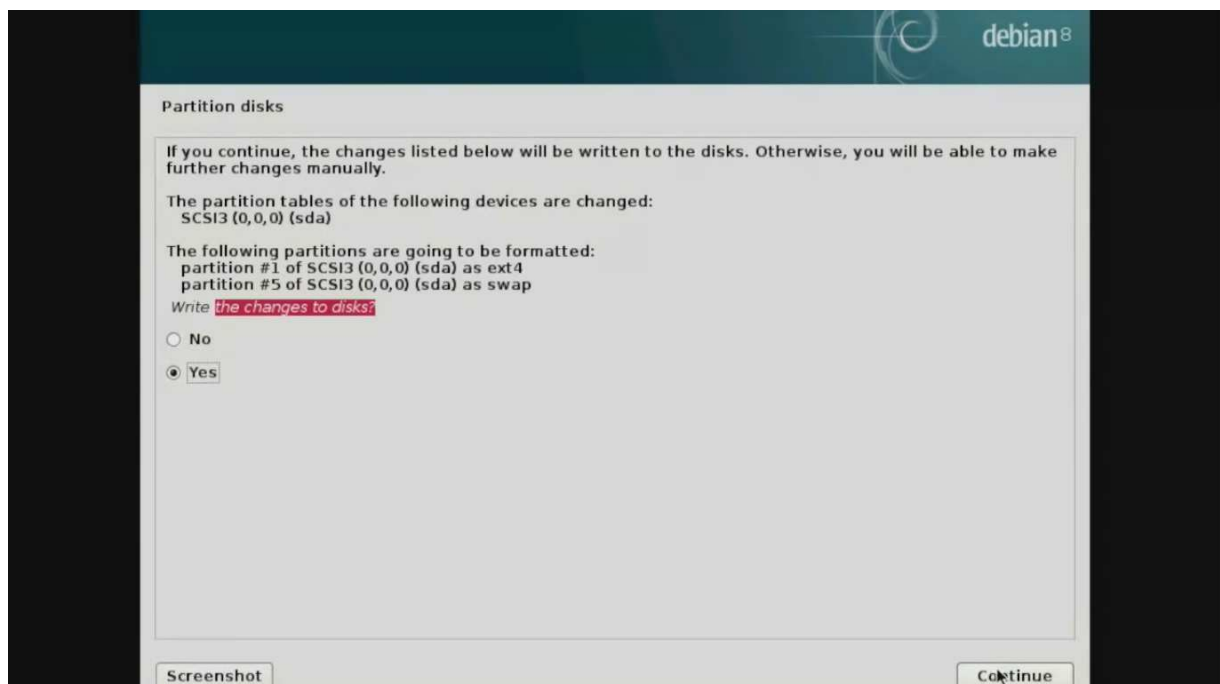 debian 8
Partition disks
If you continue, the changes listed below will be written to the disks. Otherwise, you will be able to make
further changes manually.
The partition tables of the following devices are changed:
SCSI3 (0,0,0) (sda)
The following partitions are going to be formatted:
partition #1 of SCSI3 (0,0,0) (sda) as ext4
partition #5 of SCSI3 (0,0,0) (sda) as swap
Write the changes to disks?
No
Yes
Screenshot
Continue